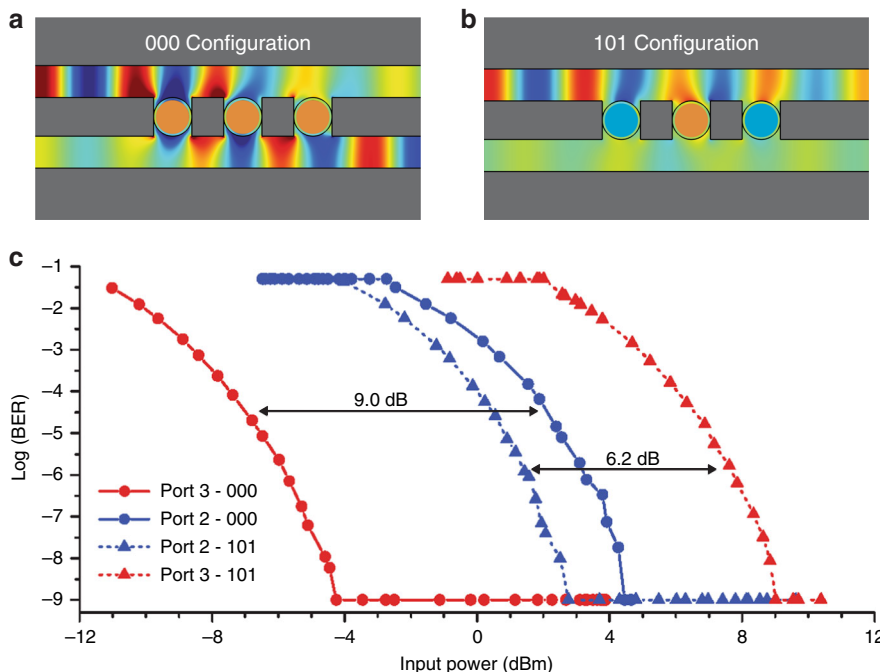 a
000 Configuration
b
101 Configuration
c
Log (BER)
−1
−2
−3
−4
−5
−6
−7
−8
−9
9.0 dB
6.2 dB
Port 3 - 000
Port 2 - 000
Port 2 - 101
Port 3 - 101
−12 −8 −4 0 4 8 12
Input power (dBm)